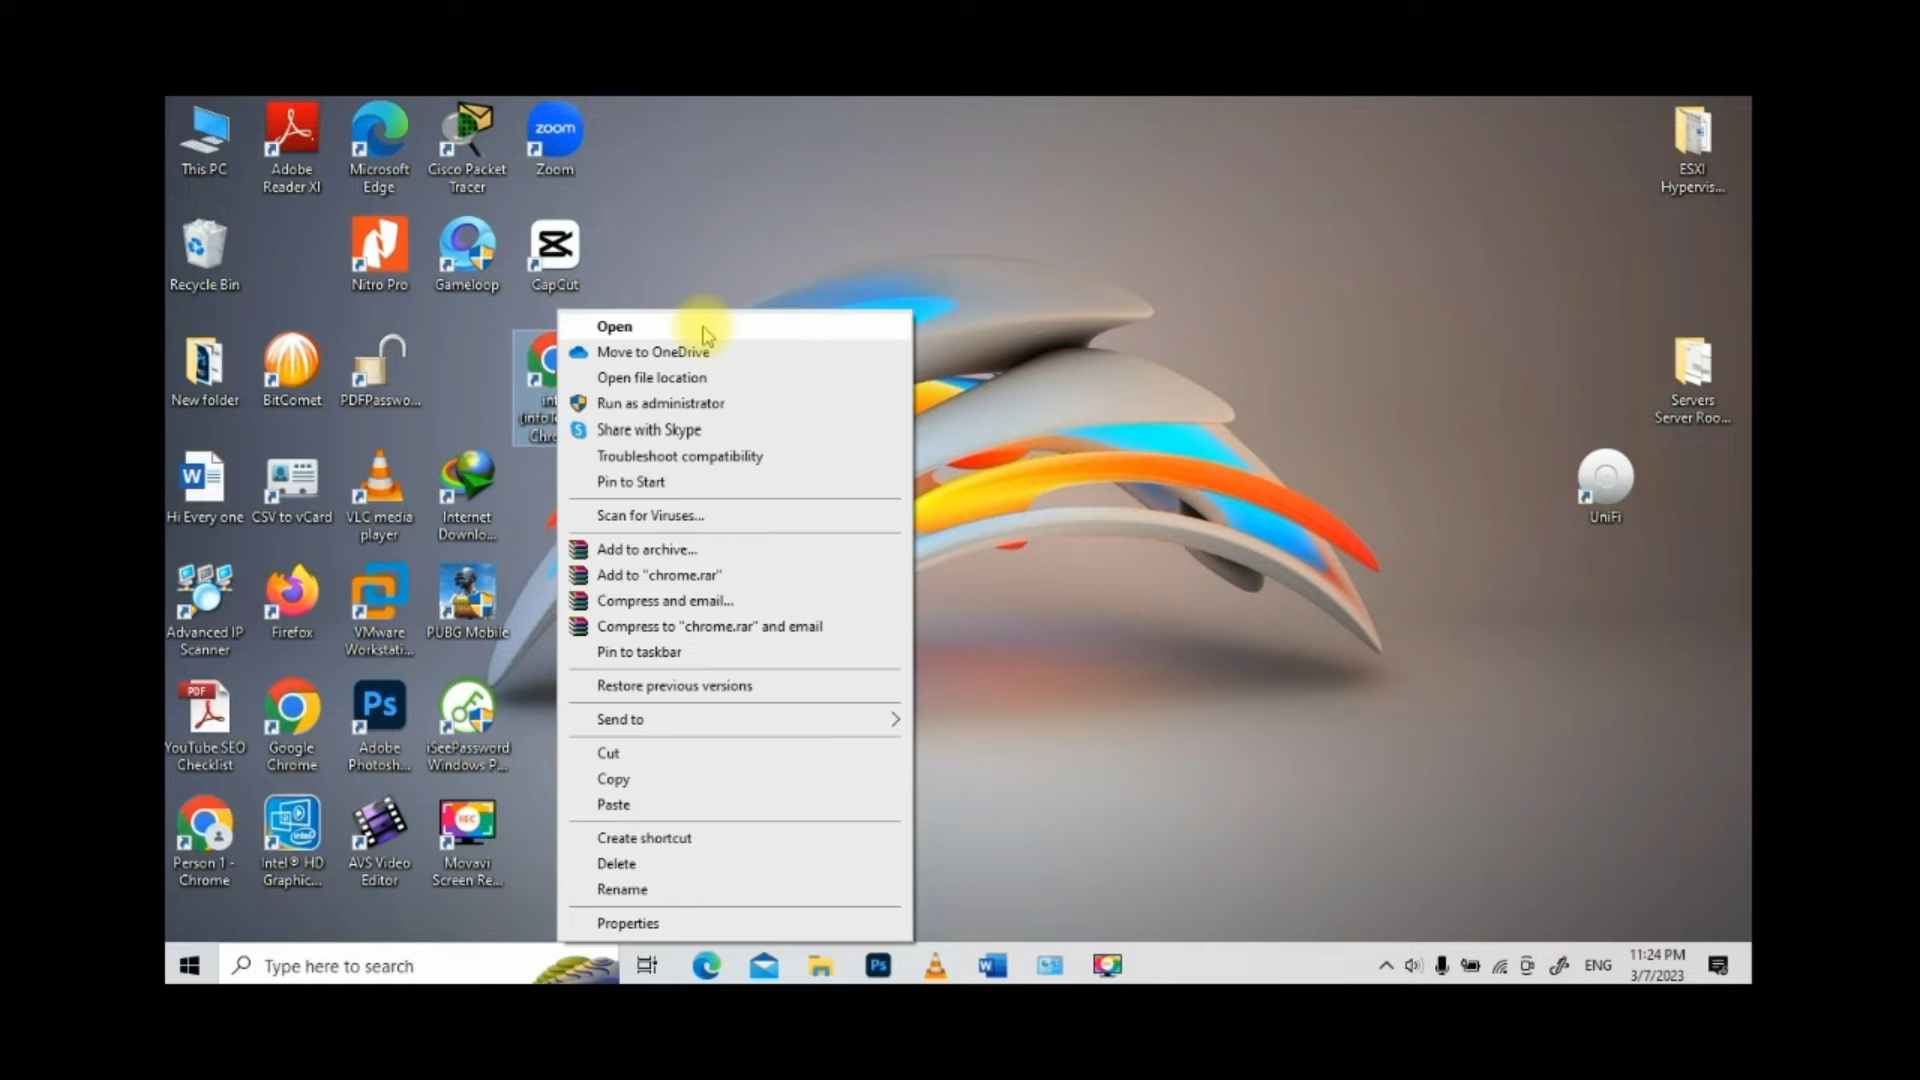 This PC
Adobe
Reader XI
Microsoft
Edge
Cisco Packet
Tracer
zoom
Zoom
ESXI
Hypervis...
Recycle Bin
Nitro Pro
Gameloop
CapCut
New folder
BitComet
PDFPasswo...
Servers
Server Roo...
W
Hi Every one
CSV to vCard
VLC media
player
Internet
Downlo...
UniFi
Advanced IP
Scanner
Firefox
VMware
Workstati...
PUBG Mobile
PDF
YouTube SEO
Checklist
Google
Chrome
Ps
Adobe
Photosh...
iSeePassword
Windows P...
Person 1 -
Chrome
intel
Intel® HD
Graphic...
AVS Video
Editor
REC
Movavi
Screen Re...
Open
Move to OneDrive
Open file location
Run as administrator
S
Share with Skype
Troubleshoot compatibility
Pin to Start
Scan for Viruses...
Add to archive...
Add to "chrome.rar"
Compress and email...
Compress to "chrome.rar" and email
Pin to taskbar
Restore previous versions
Send to
Cut
Copy
Paste
Create shortcut
Delete
Rename
Properties
Type here to search
Ps
W
ENG
11:24 PM
3/7/2023